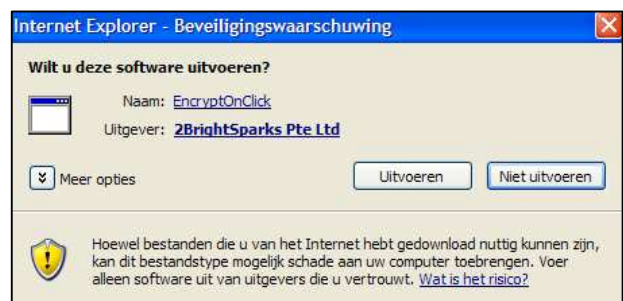 Internet Explorer - Beveiligingswaarschuwing
Wilt u deze software uitvoeren?
Naam: EncryptOnClick
Uitgever: 2BrightSparks Pte Ltd
Meer opties
Uitvoeren
Niet uitvoeren
Hoewel bestanden die u van het Internet hebt gedownload nuttig kunnen zijn,
kan dit bestandstype mogelijk schade aan uw computer toebrengen. Voer
alleen software uit van uitgevers die u vertrouwt. Wat is het risico?